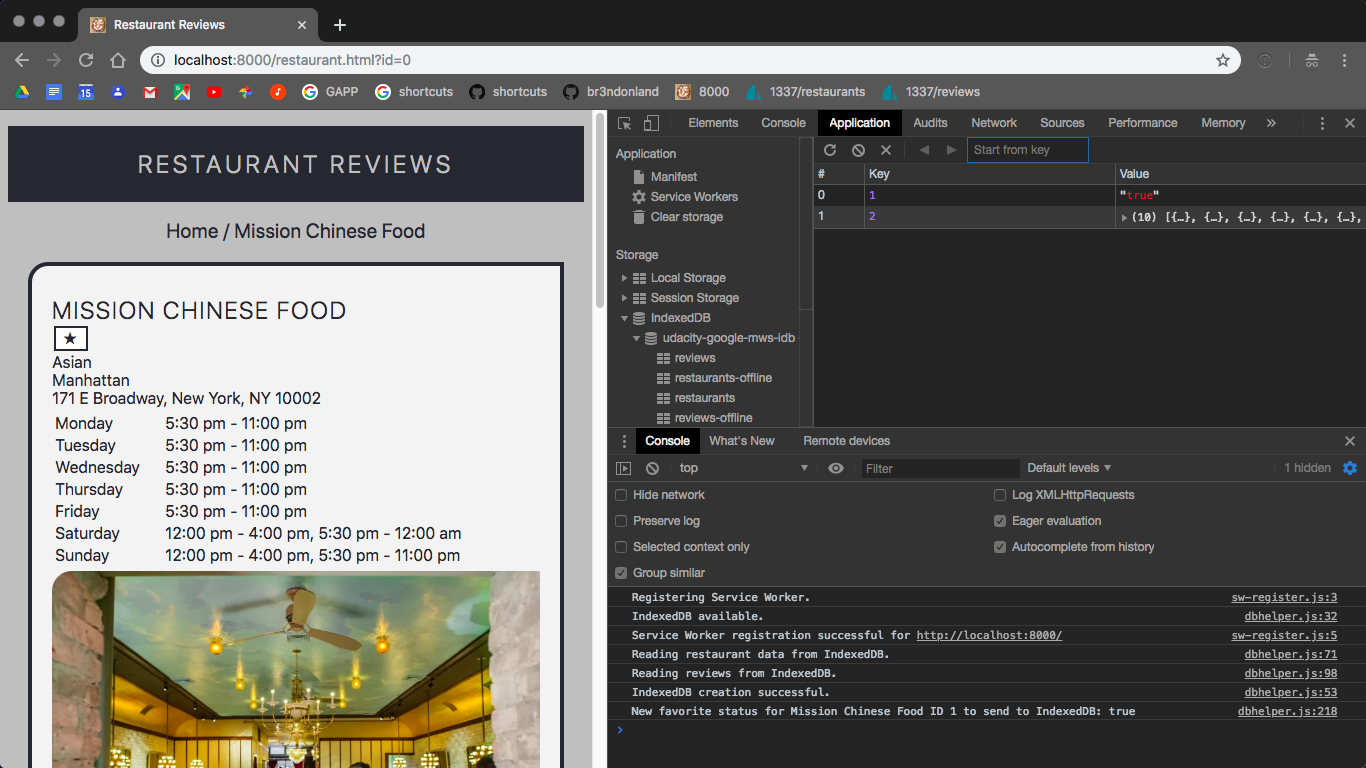 Restaurant Reviews
localhost:8000/restaurant.html?id=0
15 GAPP shortcuts shortcuts br3ndonland 8000 1337/restaurants 1337/reviews
RESTAURANT REVIEWS
Home / Mission Chinese Food
MISSION CHINESE FOOD
★
Asian
Manhattan
171 E Broadway, New York, NY 10002
Monday 5:30 pm - 11:00 pm
Tuesday 5:30 pm - 11:00 pm
Wednesday 5:30 pm - 11:00 pm
Thursday 5:30 pm - 11:00 pm
Friday 5:30 pm - 11:00 pm
Saturday 12:00 pm - 4:00 pm, 5:30 pm - 12:00 am
Sunday 12:00 pm - 4:00 pm, 5:30 pm - 11:00 pm
Elements Console Application Audits Network Sources Performance Memory »
Application
Manifest
Service Workers
Clear storage
Storage
Local Storage
Session Storage
IndexedDB
udacity-google-mws-idb
reviews
restaurants-offline
restaurants
reviews-offline
Start from key
# Key Value
0 1 "true"
1 2 (10) [{…}, {…}, {…}, {…}, {…}, {…},
Console What's New Remote devices
top Filter Default levels 1 hidden
Hide network Log XMLHttpRequests
Preserve log Eager evaluation
Selected context only Autocomplete from history
Group similar
Registering Service Worker. sw-register.js:3
IndexedDB available. dbhelper.js:32
Service Worker registration successful for http://localhost:8000/ sw-register.js:5
Reading restaurant data from IndexedDB. dbhelper.js:71
Reading reviews from IndexedDB. dbhelper.js:98
IndexedDB creation successful. dbhelper.js:53
New favorite status for Mission Chinese Food ID 1 to send to IndexedDB: true dbhelper.js:218